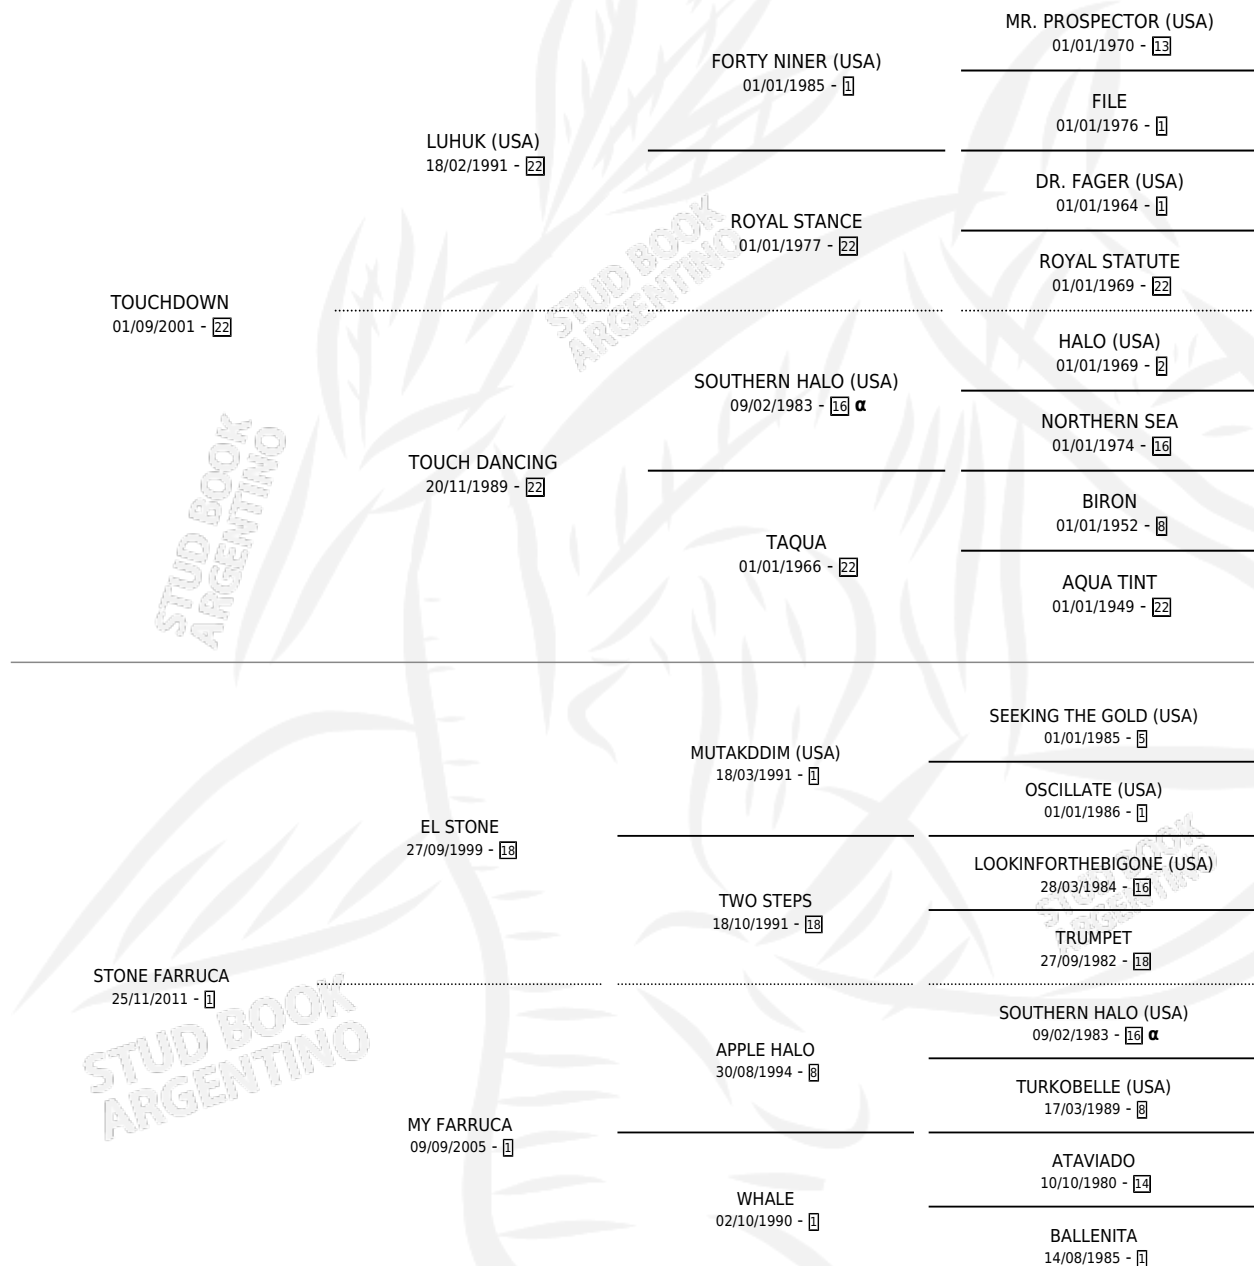 MR. PROSPECTOR (USA)
01/01/1970 - 13
FORTY NINER (USA)
01/01/1985 - 1
FILE
01/01/1976 - 1
LUHUK (USA)
18/02/1991 - 22
DR. FAGER (USA)
01/01/1964 - 1
ROYAL STANCE
01/01/1977 - 22
ROYAL STATUTE
01/01/1969 - 22
TOUCHDOWN
01/09/2001 - 22
HALO (USA)
01/01/1969 - 2
SOUTHERN HALO (USA)
09/02/1983 - 16 α
NORTHERN SEA
01/01/1974 - 16
TOUCH DANCING
20/11/1989 - 22
BIRON
01/01/1952 - 8
TAQUA
01/01/1966 - 22
AQUA TINT
01/01/1949 - 22
SEEKING THE GOLD (USA)
01/01/1985 - 5
MUTAKDDIM (USA)
18/03/1991 - 1
OSCILLATE (USA)
01/01/1986 - 1
EL STONE
27/09/1999 - 18
LOOKINFORTHEBIGONE (USA)
28/03/1984 - 16
TWO STEPS
18/10/1991 - 18
TRUMPET
27/09/1982 - 18
STONE FARRUCA
25/11/2011 - 1
SOUTHERN HALO (USA)
09/02/1983 - 16 α
APPLE HALO
30/08/1994 - 8
TURKOBELLE (USA)
17/03/1989 - 8
MY FARRUCA
09/09/2005 - 1
ATAVIADO
10/10/1980 - 14
WHALE
02/10/1990 - 1
BALLENITA
14/08/1985 - 1
STUD BOOK
ARGENTINO
STUD BOOK
ARGENTINO
STUD BOOK
ARGENTINO
STUD BOOK
ARGENTINO